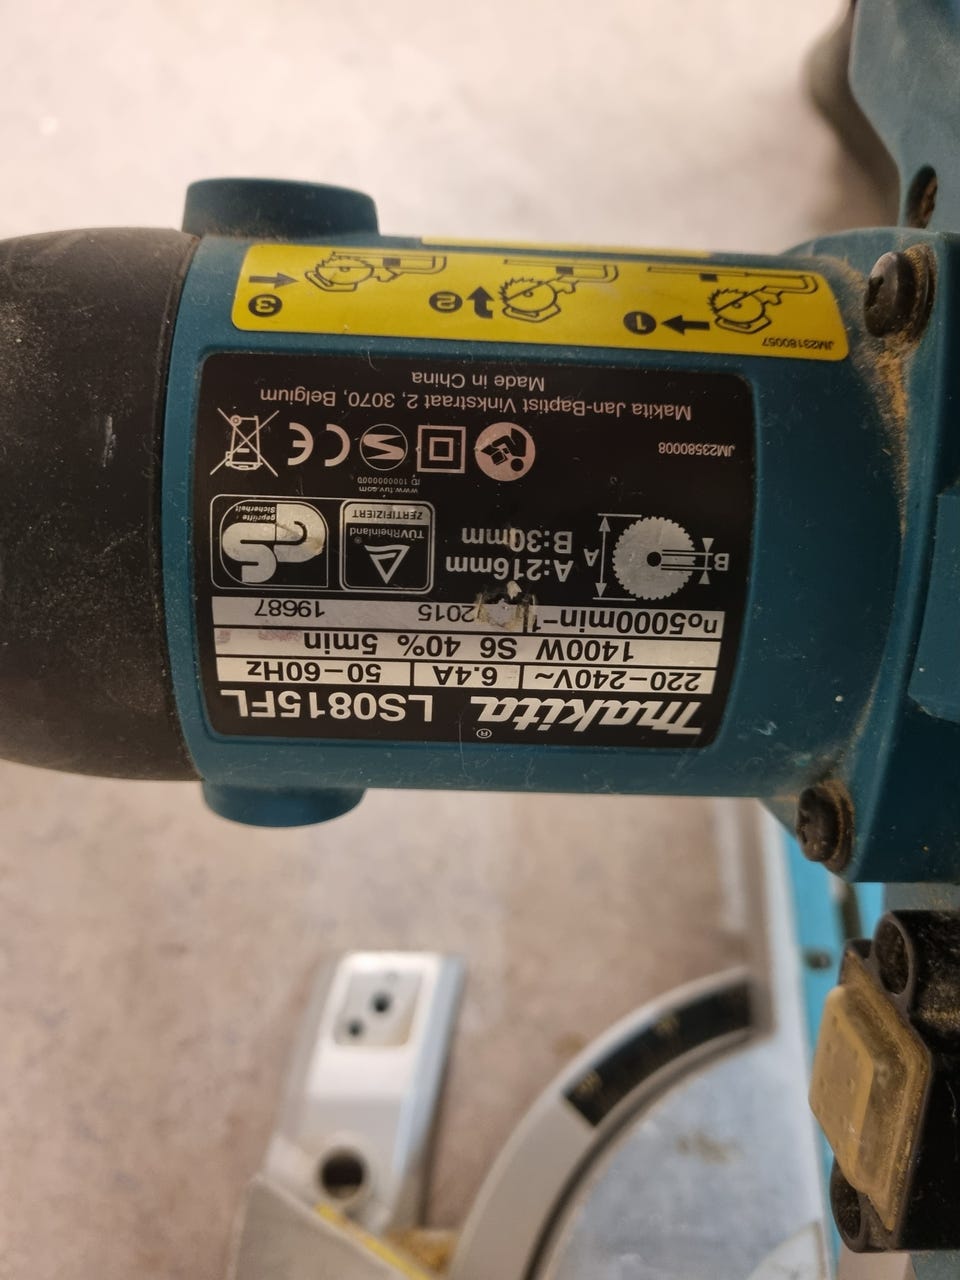 makita® LS0815FL
220-240V~ 6.4A 50-60Hz
1400W S6 40% 5min
n₀5000min⁻¹ 2015 19687
B A A:216mm
B:30mm
TÜVRheinland
ZERTIFIZIERT
geprüfte
Sicherheit
www.tuv.com
ID 1000000000
JM23580008
CE
Makita Jan-Baptist Vinkstraat 2, 3070, Belgium
Made in China
JM23180057
1 2 3